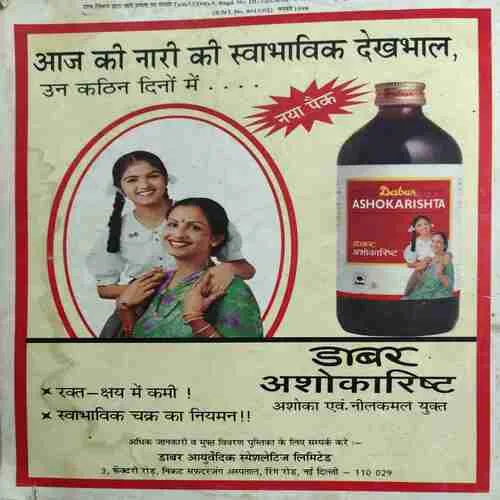 आज की नारी की स्वाभाविक देखभाल,
उन कठिन दिनों में . . . .
नया पैक
Dabur
ASHOKARISHTA
डाबर
अशोकारिष्ट
डाबर
अशोकारिष्ट
अशोका एवं नीलकमल युक्त
× रक्त–क्षय में कमी !
× स्वाभाविक चक्र का नियमन!!
अधिक जानकारी व मुफ्त विवरण पुस्तिका के लिए सम्पर्क करें :–
डाबर आयुर्वेदिक स्पेशलेटिज लिमिटेड
3, फैक्टरी रोड़, निकट सफदरजंग अस्पताल, रिंग रोड़, नई दिल्ली – 110 029